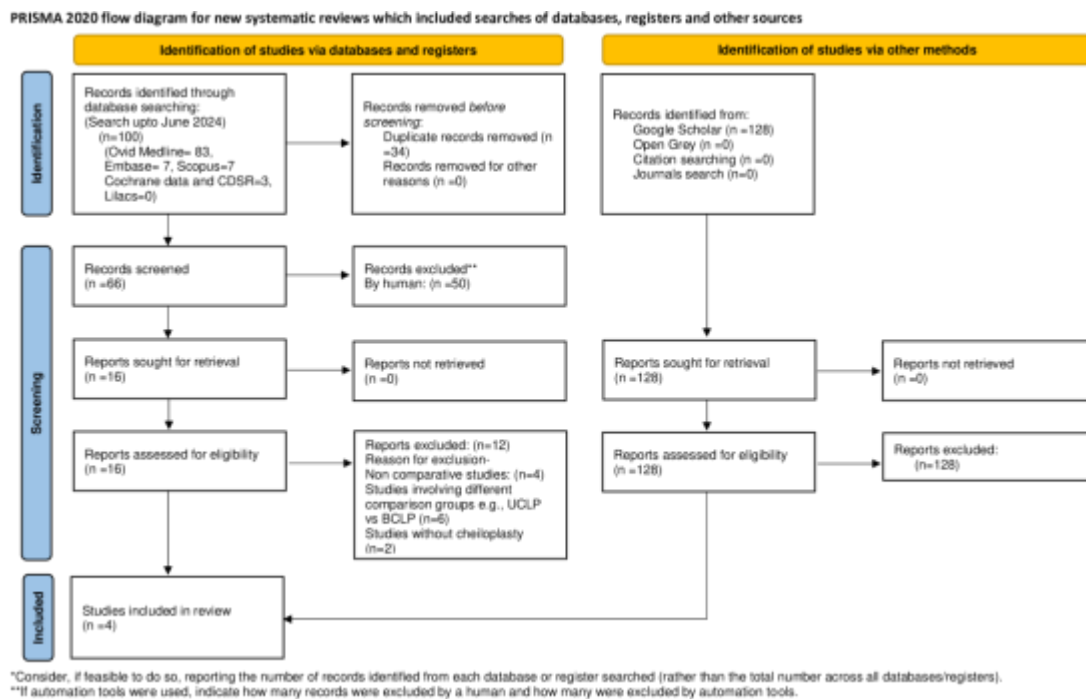 PRISMA 2020 flow diagram for new systematic reviews which included searches of databases, registers and other sources
Identification of studies via databases and registers
Identification of studies via other methods
Identification
Records identified through
database searching:
(Search upto June 2024)
(n=100)
(Ovid Medline= 83,
Embase= 7, Scopus=7
Cochrane data and CDSR=3,
Lilacs=0)
Records removed before
screening:
Duplicate records removed (n
=34)
Records removed for other
reasons (n =0)
Records identified from:
Google Scholar (n =128)
Open Grey (n =0)
Citation searching (n =0)
Journals search (n=0)
Screening
Records screened
(n =66)
Records excluded**
By human: (n =50)
Reports sought for retrieval
(n =16)
Reports not retrieved
(n =0)
Reports sought for retrieval
(n =128)
Reports not retrieved
(n =0)
Reports assessed for eligibility
(n =16)
Reports excluded: (n=12)
Reason for exclusion-
Non comparative studies: (n=4)
Studies involving different
comparison groups e.g., UCLP
vs BCLP (n=6)
Studies without cheiloplasty
(n=2)
Reports assessed for eligibility
(n =128)
Reports excluded:
(n=128)
Included
Studies included in review
(n =4)
*Consider, if feasible to do so, reporting the number of records identified from each database or register searched (rather than the total number across all databases/registers).
**If automation tools were used, indicate how many records were excluded by a human and how many were excluded by automation tools.